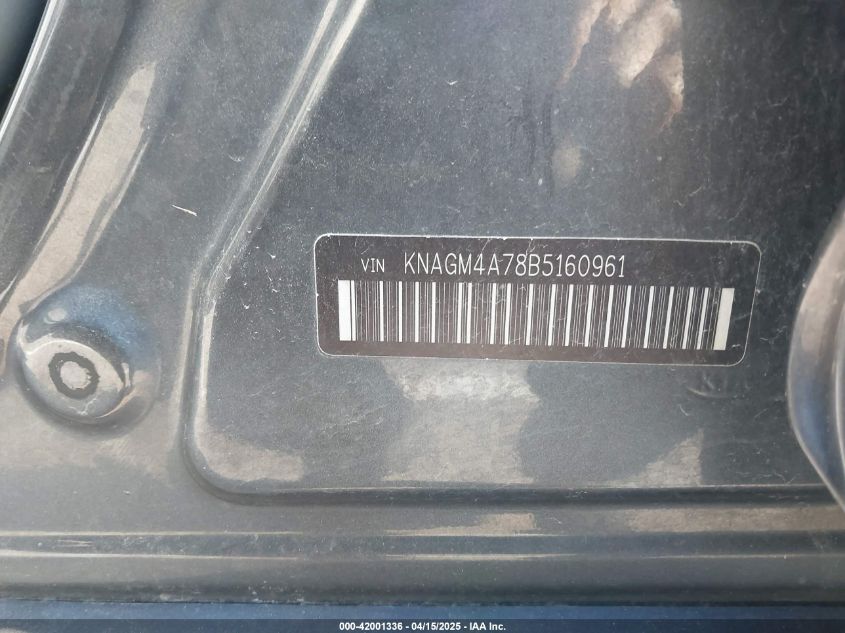 VIN KNAGM4A78B5160961
000-42001336 - 04/15/2025 - IAA Inc.